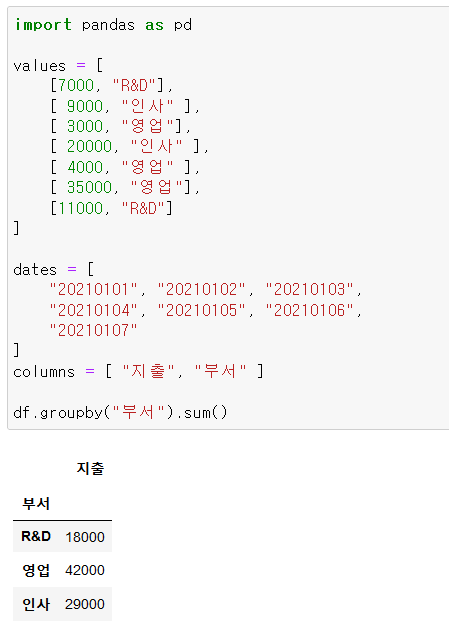 import pandas as pd
values = [
[7000, "R&D"],
[ 9000, "인사" ],
[ 3000, "영업"],
[ 20000, "인사" ],
[ 4000, "영업" ],
[ 35000, "영업"],
[11000, "R&D"]
]
dates = [
"20210101", "20210102", "20210103",
"20210104", "20210105", "20210106",
"20210107"
]
columns = [ "지출", "부서" ]
df.groupby("부서").sum()
지출
부서
R&D 18000
영업 42000
인사 29000